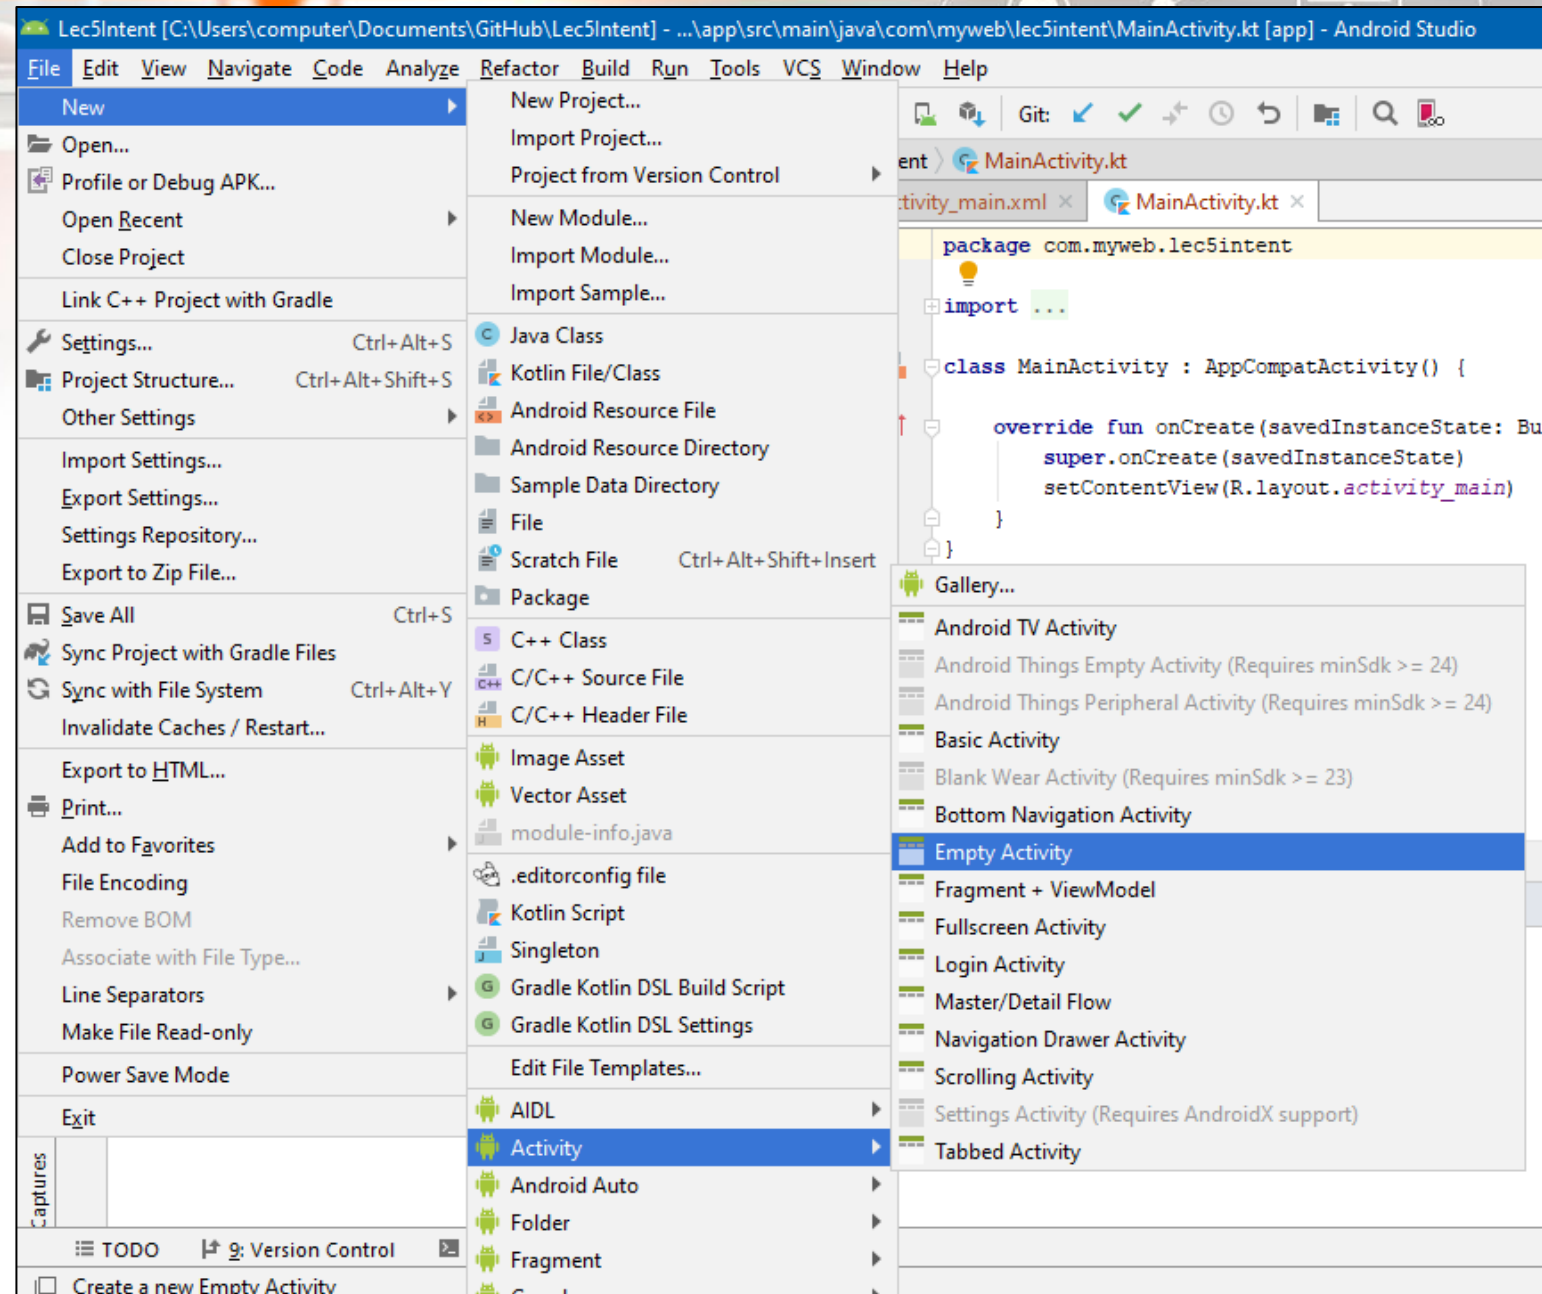 Lec5Intent [C:\Users\computer\Documents\GitHub\Lec5Intent] - ...\app\src\main\java\com\myweb\lec5intent\MainActivity.kt [app] - Android Studio
File Edit View Navigate Code Analyze Refactor Build Run Tools VCS Window Help
New
Open...
Profile or Debug APK...
Open Recent
Close Project
Link C++ Project with Gradle
Settings... Ctrl+Alt+S
Project Structure... Ctrl+Alt+Shift+S
Other Settings
Import Settings...
Export Settings...
Settings Repository...
Export to Zip File...
Save All Ctrl+S
Sync Project with Gradle Files
Sync with File System Ctrl+Alt+Y
Invalidate Caches / Restart...
Export to HTML...
Print...
Add to Favorites
File Encoding
Remove BOM
Associate with File Type...
Line Separators
Make File Read-only
Power Save Mode
Exit
New Project...
Import Project...
Project from Version Control
New Module...
Import Module...
Import Sample...
C Java Class
Kotlin File/Class
Android Resource File
Android Resource Directory
Sample Data Directory
File
Scratch File Ctrl+Alt+Shift+Insert
Package
S C++ Class
C++ C/C++ Source File
H C/C++ Header File
Image Asset
Vector Asset
module-info.java
.editorconfig file
Kotlin Script
J Singleton
G Gradle Kotlin DSL Build Script
G Gradle Kotlin DSL Settings
Edit File Templates...
AIDL
Activity
Android Auto
Folder
Fragment
Git:
ent MainActivity.kt
tivity_main.xml MainActivity.kt
package com.myweb.lec5intent
import ...
class MainActivity : AppCompatActivity() {
override fun onCreate(savedInstanceState: Bu
super.onCreate(savedInstanceState)
setContentView(R.layout.activity_main)
}
}
Gallery...
Android TV Activity
Android Things Empty Activity (Requires minSdk >= 24)
Android Things Peripheral Activity (Requires minSdk >= 24)
Basic Activity
Blank Wear Activity (Requires minSdk >= 23)
Bottom Navigation Activity
Empty Activity
Fragment + ViewModel
Fullscreen Activity
Login Activity
Master/Detail Flow
Navigation Drawer Activity
Scrolling Activity
Settings Activity (Requires AndroidX support)
Tabbed Activity
Captures
TODO 9: Version Control
Create a new Empty Activity